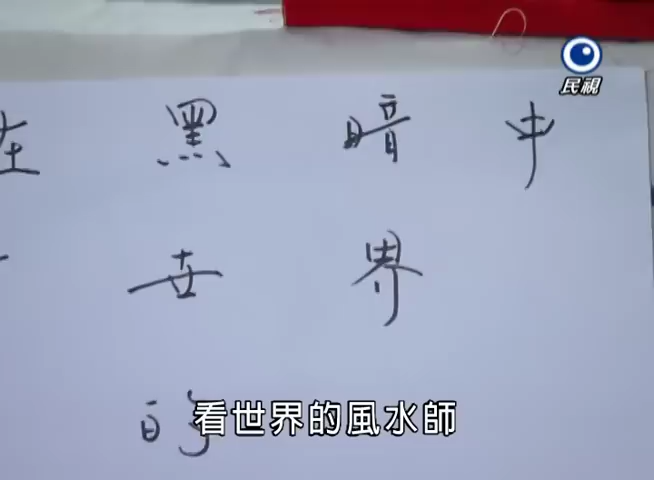 民視
在黑暗中
世界
的
看世界的風水師